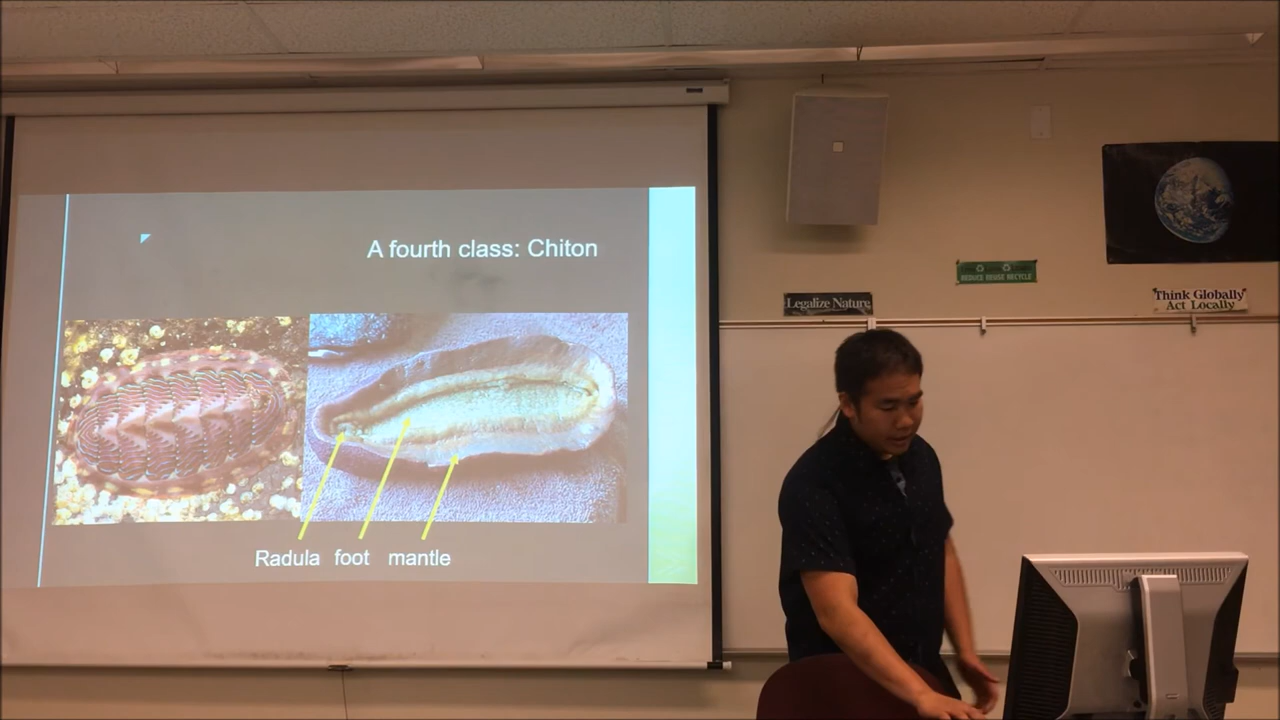 A fourth class: Chiton
Radula foot mantle
Legalize Nature
REDUCE REUSE RECYCLE
Think Globally
Act Locally